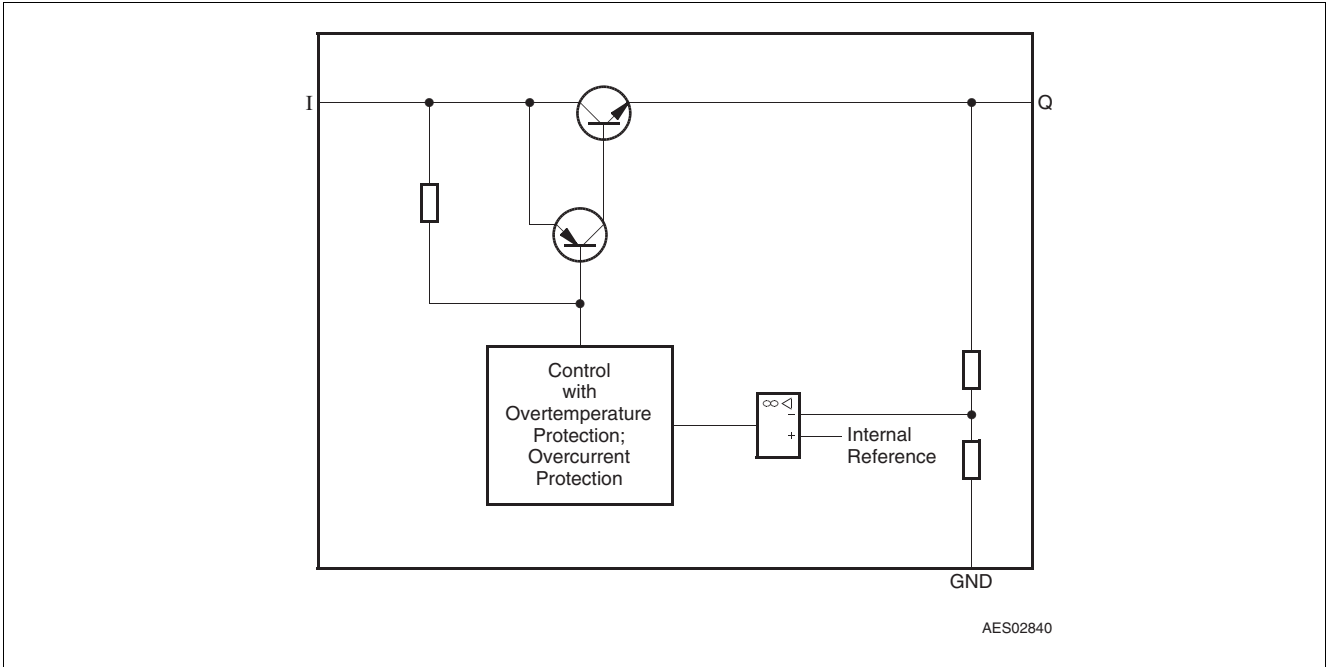 I
Q
Control
with
Overtemperature
Protection;
Overcurrent
Protection
∞ ◁
−
+
Internal
Reference
GND
AES02840